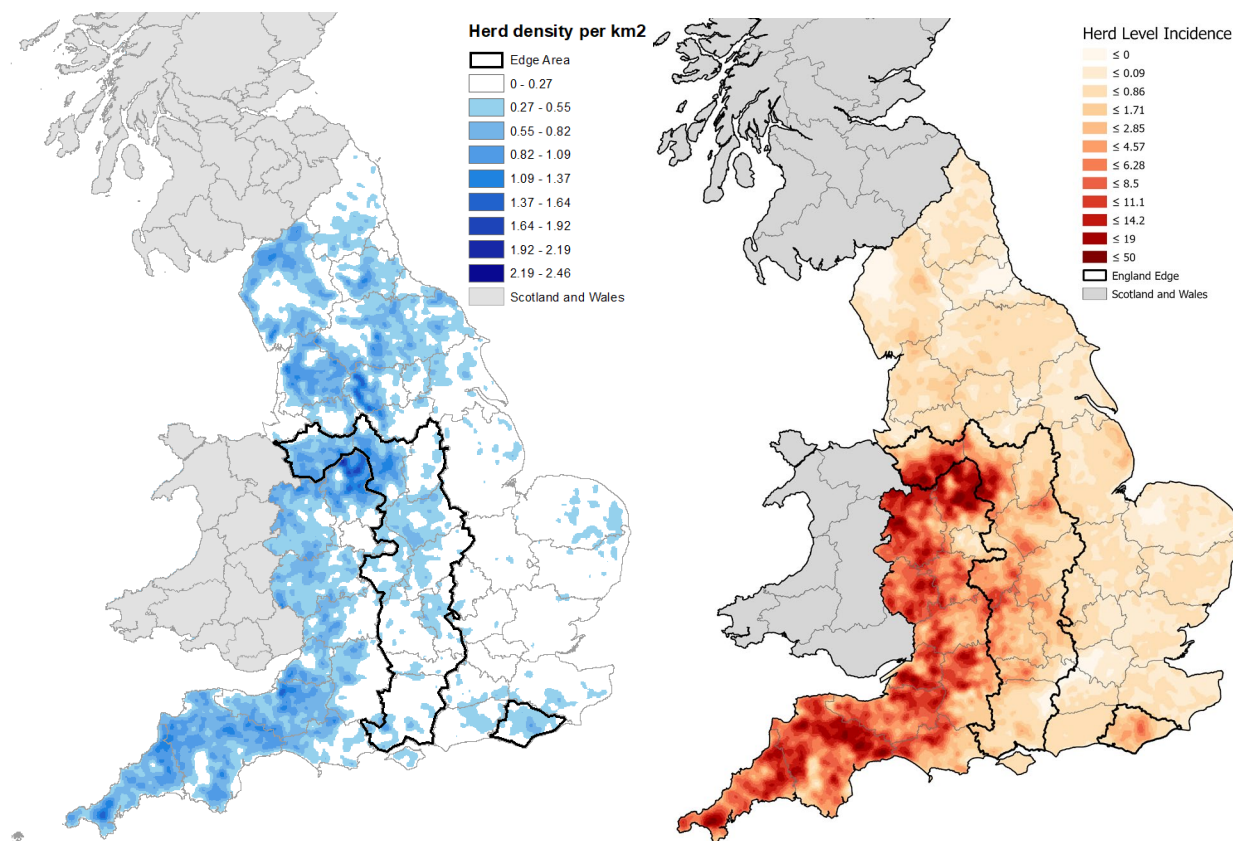 Herd density per km2
Edge Area
0 - 0.27
0.27 - 0.55
0.55 - 0.82
0.82 - 1.09
1.09 - 1.37
1.37 - 1.64
1.64 - 1.92
1.92 - 2.19
2.19 - 2.46
Scotland and Wales
Herd Level Incidence
≤ 0
≤ 0.09
≤ 0.86
≤ 1.71
≤ 2.85
≤ 4.57
≤ 6.28
≤ 8.5
≤ 11.1
≤ 14.2
≤ 19
≤ 50
England Edge
Scotland and Wales